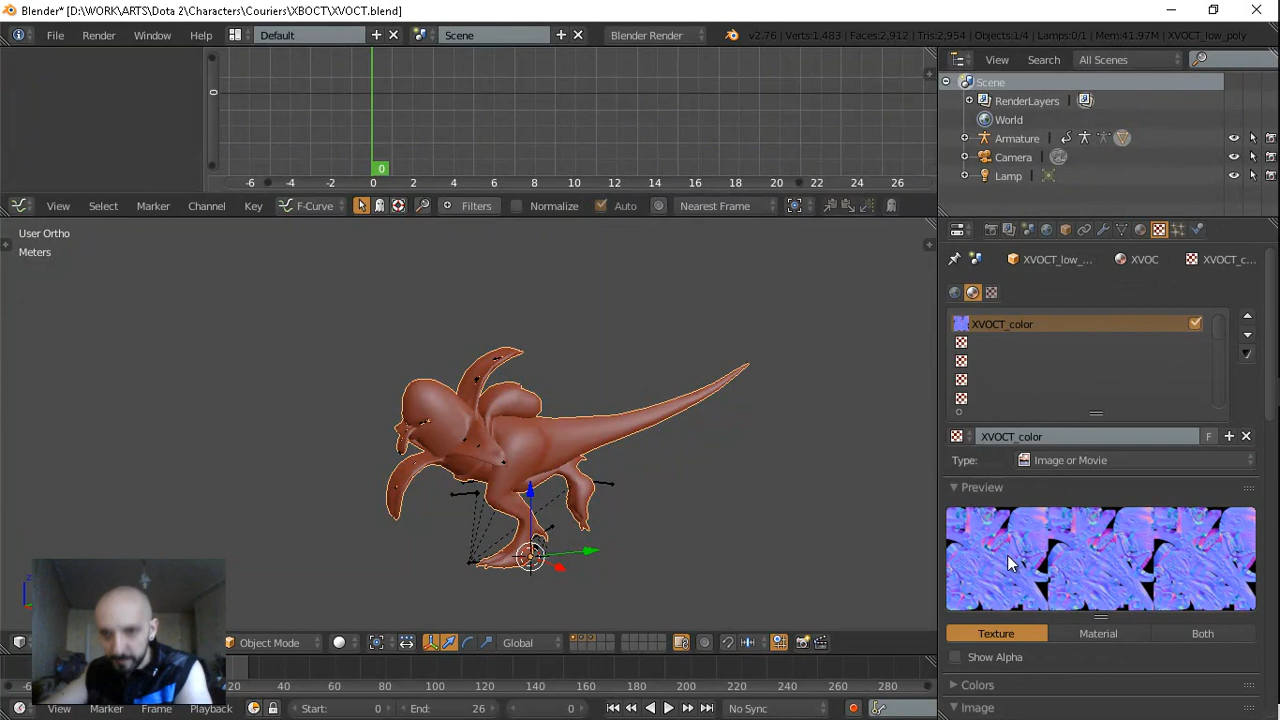 Blender* [D:\WORK\ARTS\Dota 2\Characters\Couriers\XBOCT\XVOCT.blend]
File Render Window Help Default Scene Blender Render v2.76 | Verts:1,483 | Faces:2,912 | Tris:2,954 | Objects:1/4 | Lamps:0/1 | Mem:41.97M | XVOCT_low_poly
View Search All Scenes
Scene
RenderLayers
World
Armature
Camera
Lamp
0
-6 -4 -2 0 2 4 6 8 10 12 14 16 18 20 22 24 26
View Select Marker Channel Key F-Curve Filters Normalize Auto Nearest Frame
User Ortho
Meters
XVOCT_low_... XVOC XVOCT_c...
XVOCT_color
XVOCT_color F
Type: Image or Movie
Preview
Texture Material Both
Show Alpha
Colors
Image
Object Mode Global
20 40 60 80 100 120 140 160 180 200 220 240 260 280
View Marker Frame Playback Start: 0 End: 26 0 No Sync